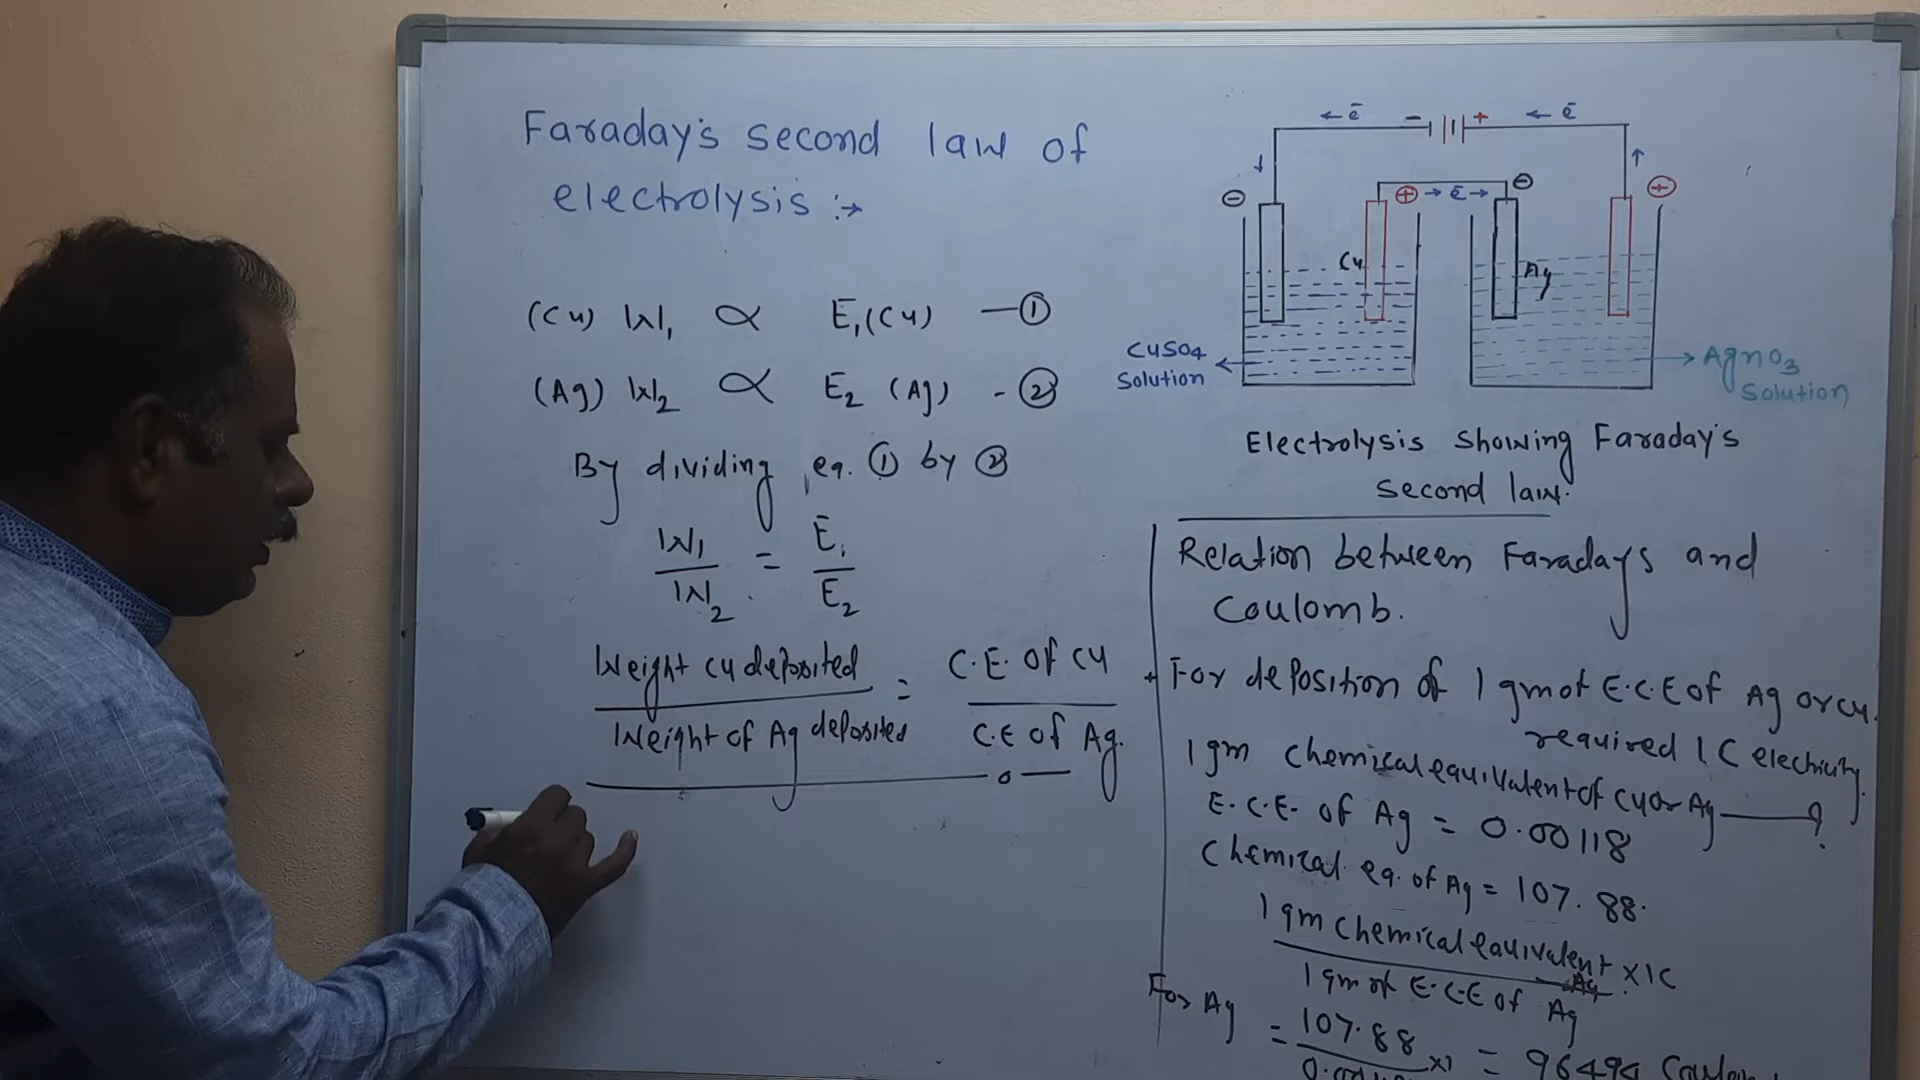 Faraday's second law of
electrolysis :→
(Cu) W₁ ∝ E₁(Cu) — ①
(Ag) W₂ ∝ E₂ (Ag) - ②
By dividing eq. ① by ②
W₁ / W₂ = E₁ / E₂
Weight Cu deposited / Weight of Ag deposited = C.E. of Cu / C.E of Ag.
← ē - + ← ē
⊖ ⊕ → ē → ⊖ ⊕
Cu Ag
CuSO₄
Solution
AgNO₃
Solution
Electrolysis showing Faraday's
second law.
Relation between Faradays and
Coulomb.
For deposition of 1 gm of E.C.E of Ag or Cu.
required 1 C electricity.
1 gm chemical equivalent of Cu or Ag — ?
E.C.E. of Ag = 0.00118
Chemical eq. of Ag = 107.88.
1 gm chemical equivalent / 1 gm of E.C.E of Ag × 1C
For Ag
= 107.88 ×1 = 96494